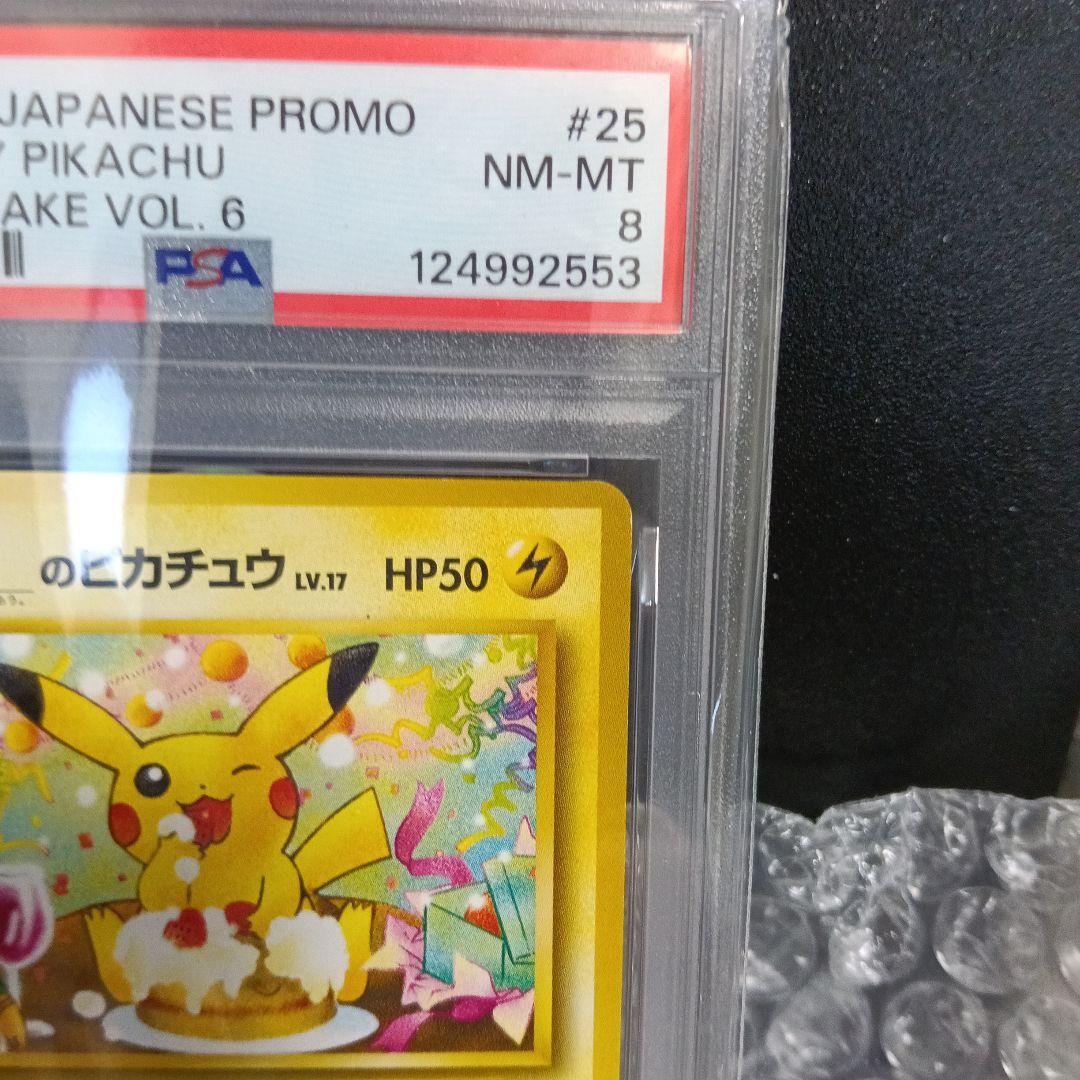 JAPANESE PROMO #25
PIKACHU NM-MT
AKE VOL. 6 8
PSA 124992553
のピカチュウ LV.17 HP50